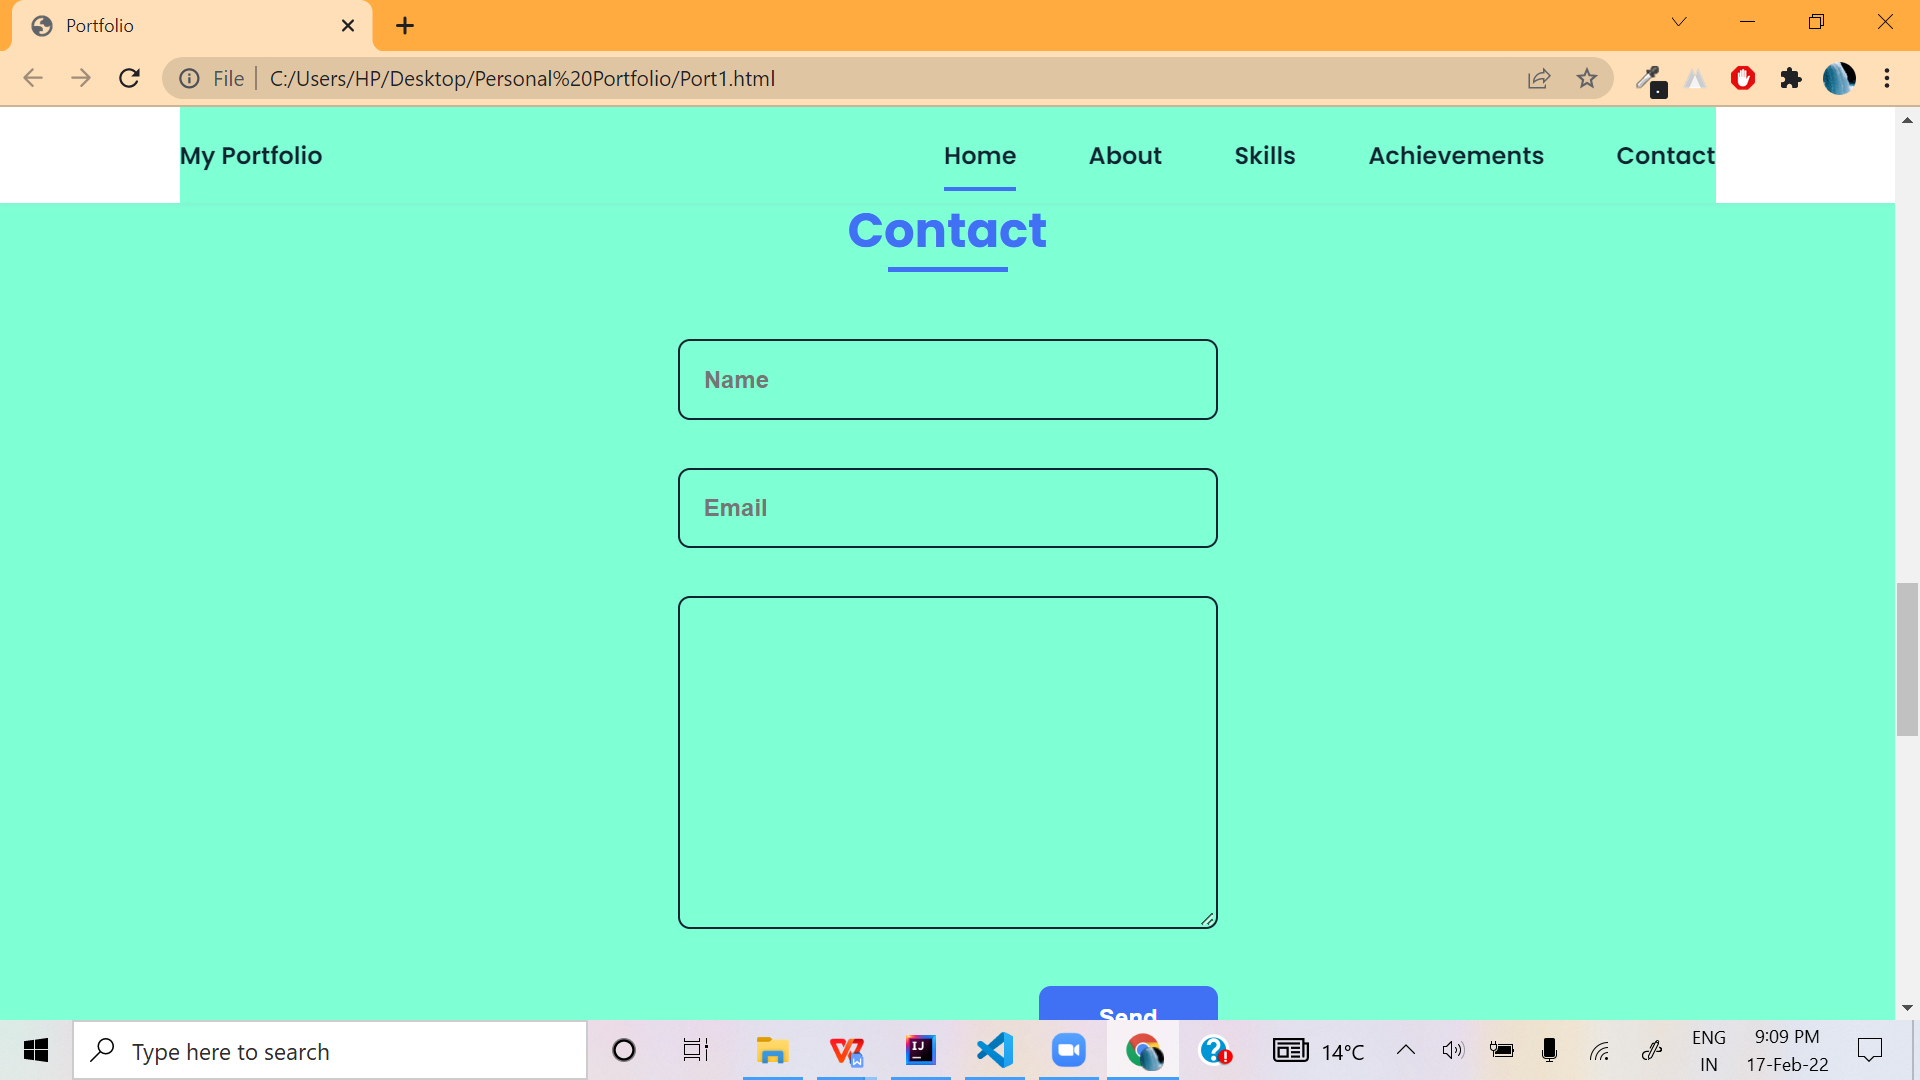 Portfolio
File C:/Users/HP/Desktop/Personal%20Portfolio/Port1.html
My Portfolio Home About Skills Achievements Contact
Contact
Name
Email
Send
Type here to search
W
IJ
14°C
ENG
IN
9:09 PM
17-Feb-22